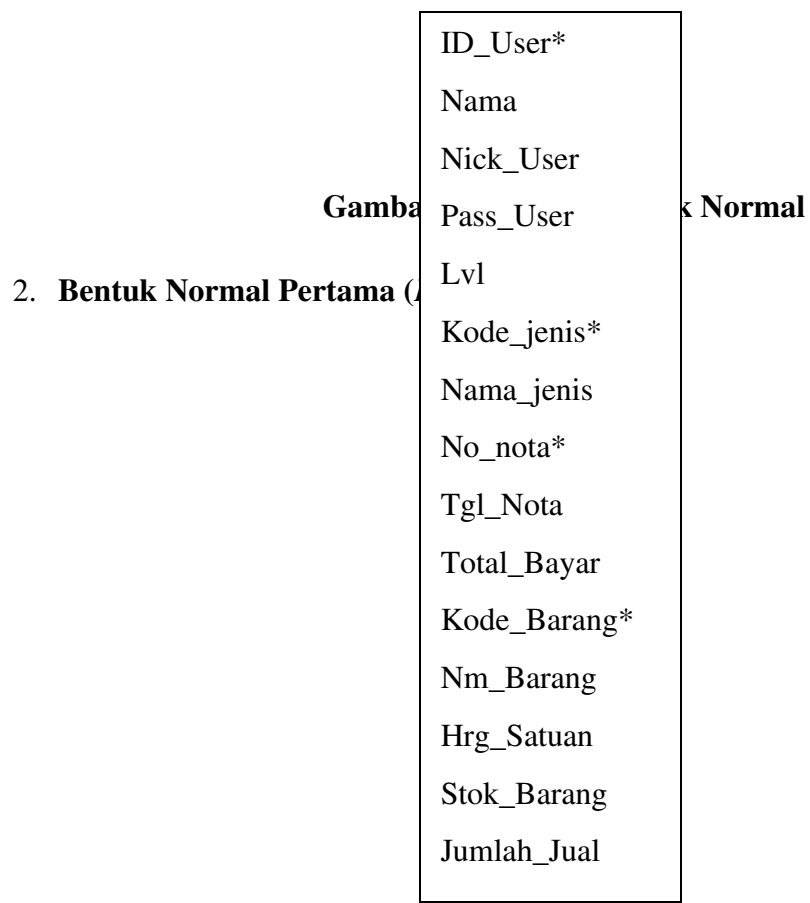 ID_User*
Nama
Nick_User
Gamba k Normal
Pass_User
Lvl
2. Bentuk Normal Pertama (
Kode_jenis*
Nama_jenis
No_nota*
Tgl_Nota
Total_Bayar
Kode_Barang*
Nm_Barang
Hrg_Satuan
Stok_Barang
Jumlah_Jual